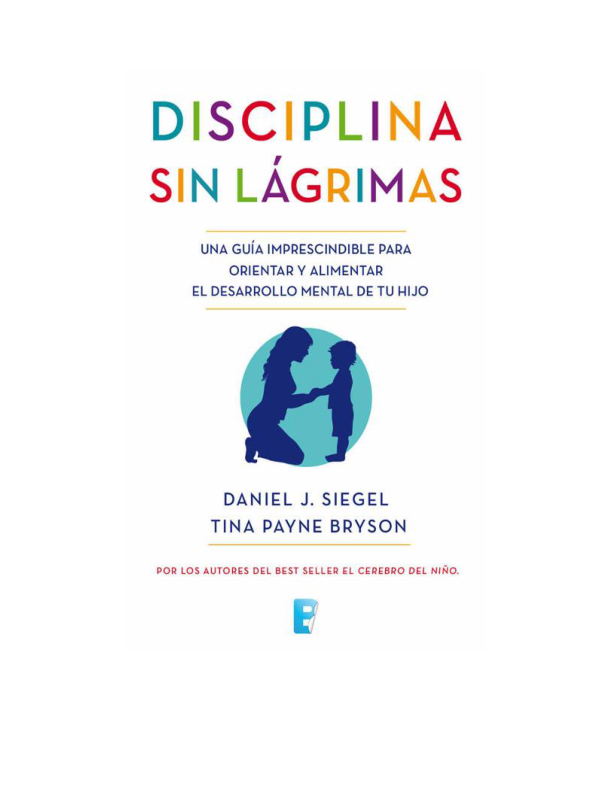 DISCIPLINA
SIN LÁGRIMAS
UNA GUÍA IMPRESCINDIBLE PARA
ORIENTAR Y ALIMENTAR
EL DESARROLLO MENTAL DE TU HIJO
DANIEL J. SIEGEL
TINA PAYNE BRYSON
POR LOS AUTORES DEL BEST SELLER EL CEREBRO DEL NIÑO.
B